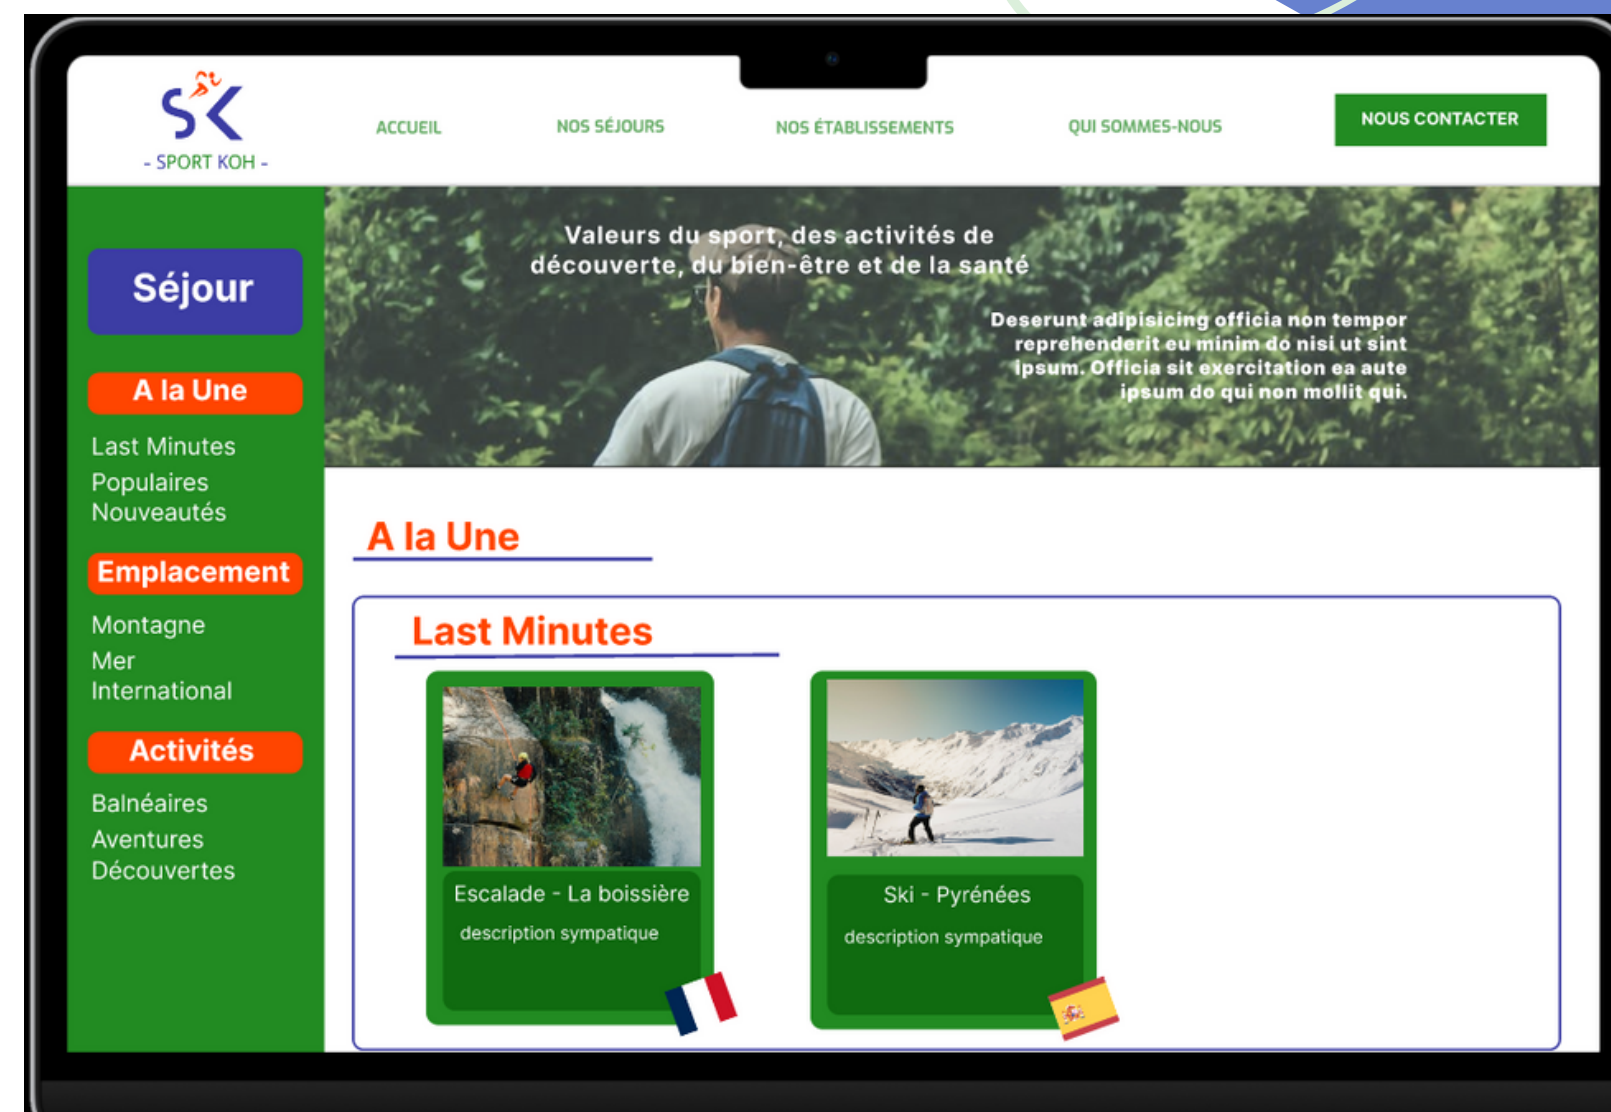 SK
- SPORT KOH -
ACCUEIL
NOS SÉJOURS
NOS ÉTABLISSEMENTS
QUI SOMMES-NOUS
NOUS CONTACTER
Séjour
A la Une
Last Minutes
Populaires
Nouveautés
Emplacement
Montagne
Mer
International
Activités
Balnéaires
Aventures
Découvertes
Valeurs du sport, des activités de
découverte, du bien-être et de la santé
Deserunt adipisicing officia non tempor
reprehenderit eu minim do nisi ut sint
ipsum. Officia sit exercitation ea aute
ipsum do qui non mollit qui.
A la Une
Last Minutes
Escalade - La boissière
description sympatique
Ski - Pyrénées
description sympatique